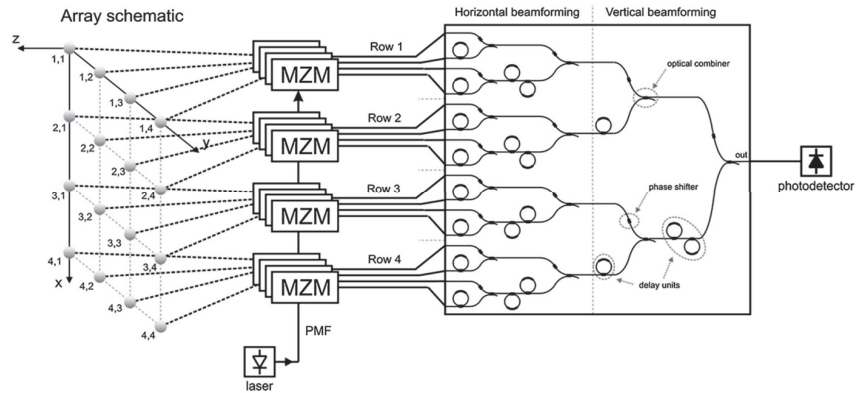 Array schematic
Horizontal beamforming
Vertical beamforming
z
1,1
1,2
1,3
1,4
y
2,1
2,2
2,3
2,4
3,1
3,2
3,3
3,4
4,1
4,2
4,3
4,4
x
MZM
Row 1
MZM
Row 2
MZM
Row 3
MZM
Row 4
PMF
laser
optical combiner
phase shifter
delay units
out
photodetector